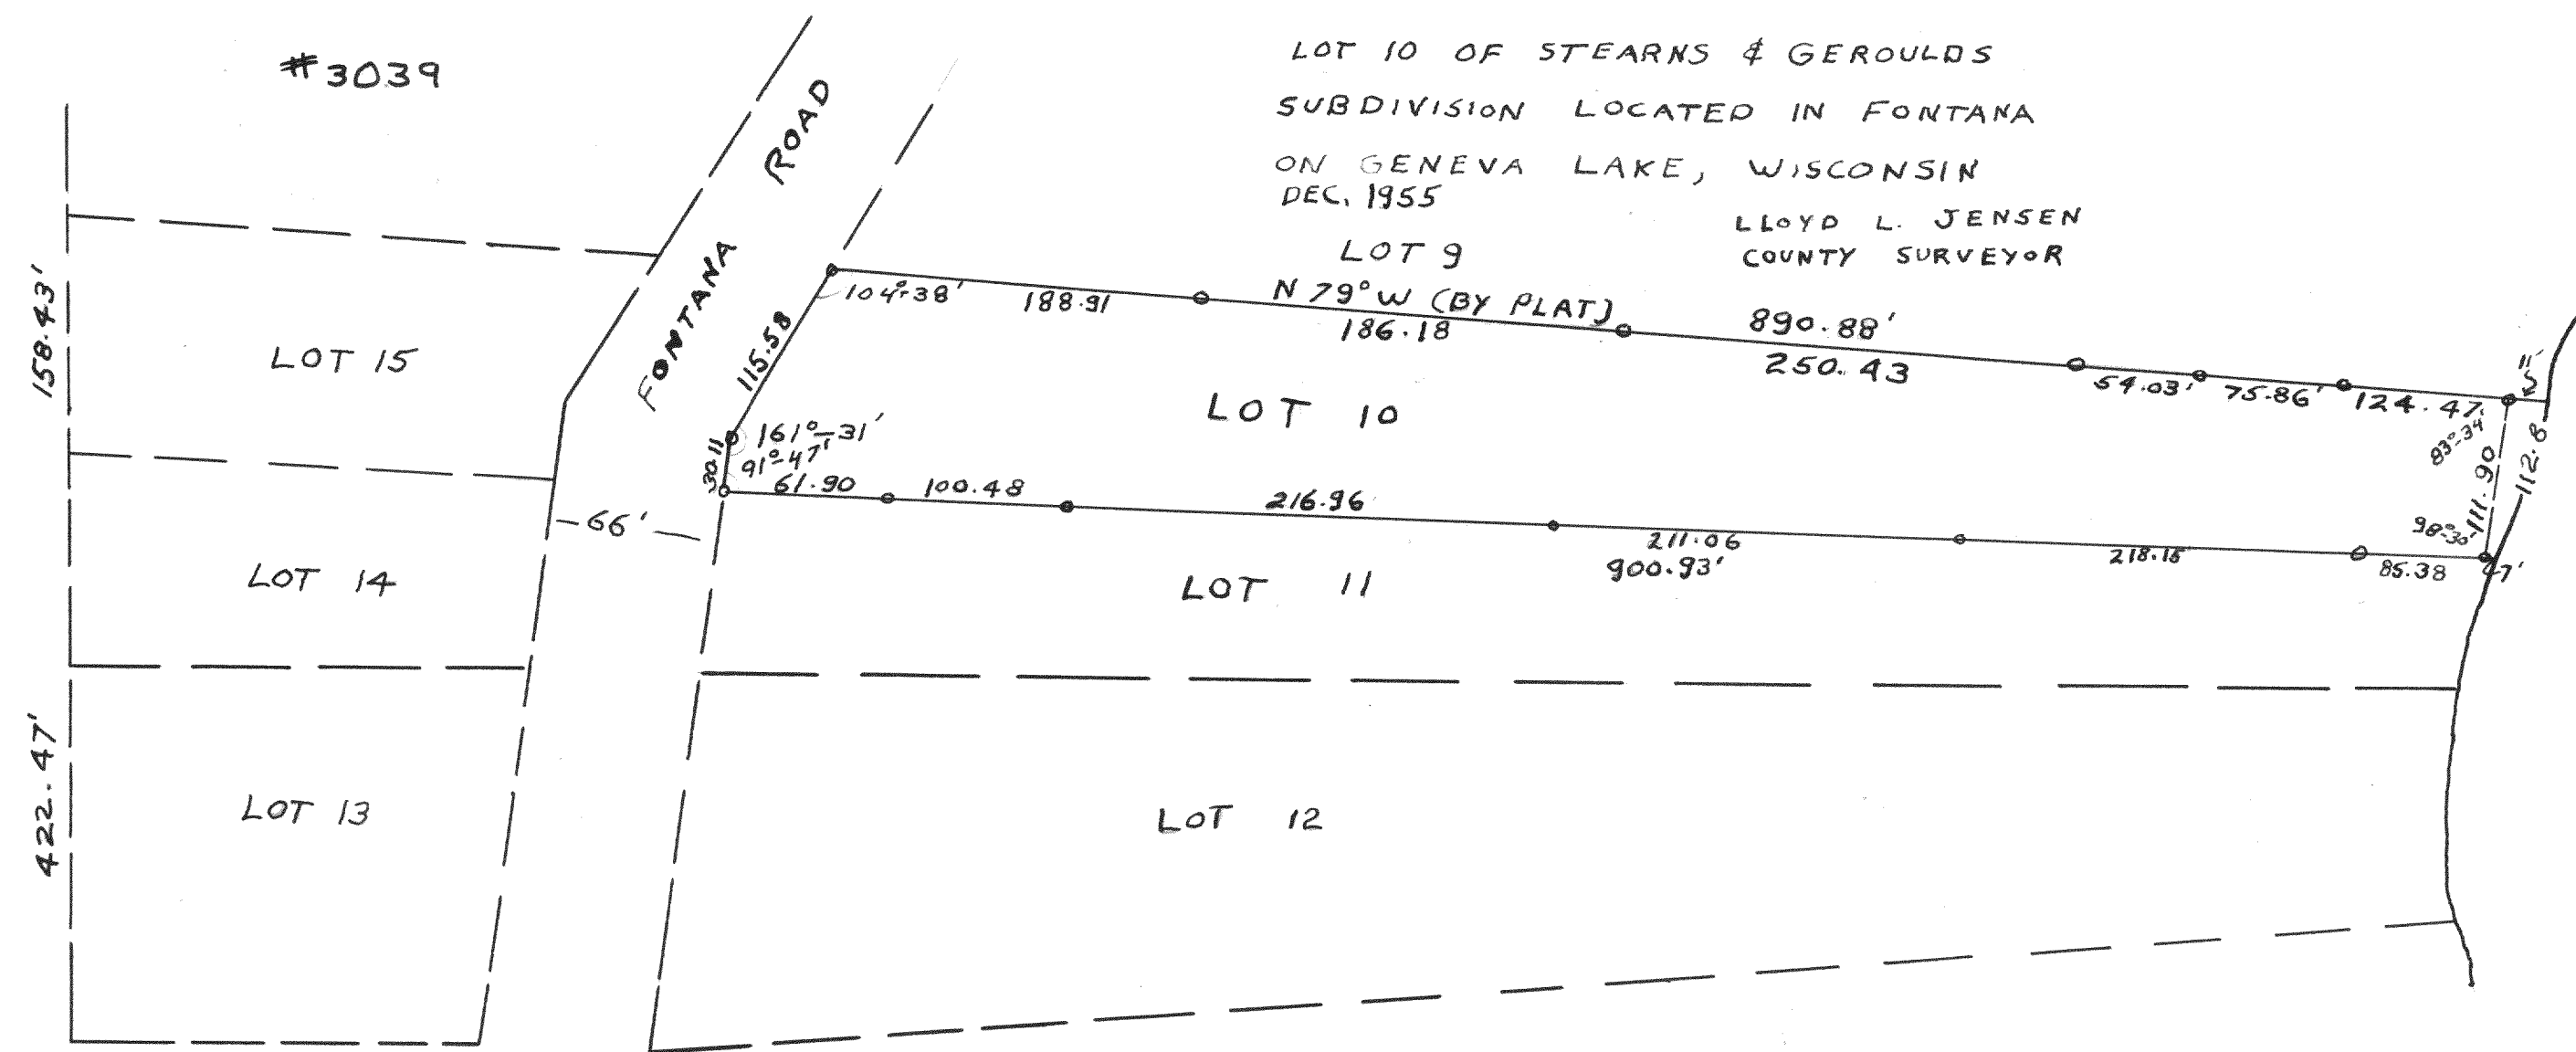 #3039
LOT 10 OF STEARNS & GEROULDS
SUBDIVISION LOCATED IN FONTANA
ON GENEVA LAKE, WISCONSIN
DEC. 1955
LLOYD L. JENSEN
COUNTY SURVEYOR
FONTANA ROAD
LOT 9
N 79° W (BY PLAT)
890.88'
104°-38'
188.91
186.18
250.43
54.03'
75.86'
124.47
11'
158.43'
LOT 15
115.58
LOT 10
161°-31'
91°-47'
30.11
83°-34'
111.90
112.8
98°-30'
61.90
100.48
216.96
211.06
900.93'
218.15
85.38
7'
66'
LOT 14
LOT 11
422.47'
LOT 13
LOT 12